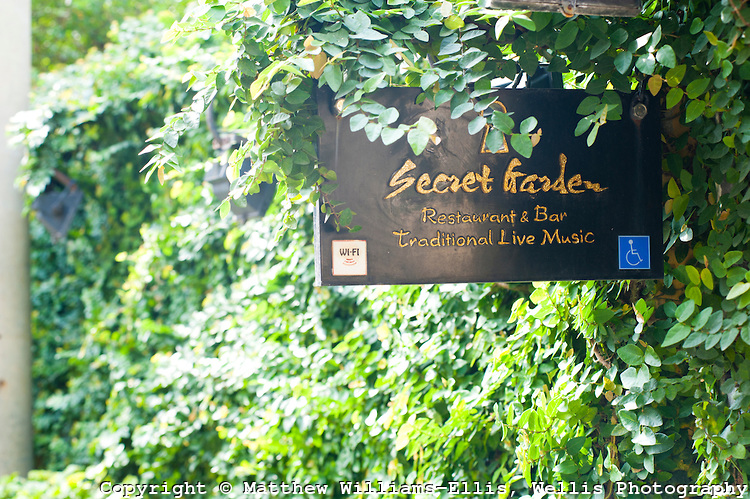 Secret Garden
Restaurant & Bar
Traditional Live Music
WI-FI
Copyright © Matthew Williams-Ellis, Wellis Photography